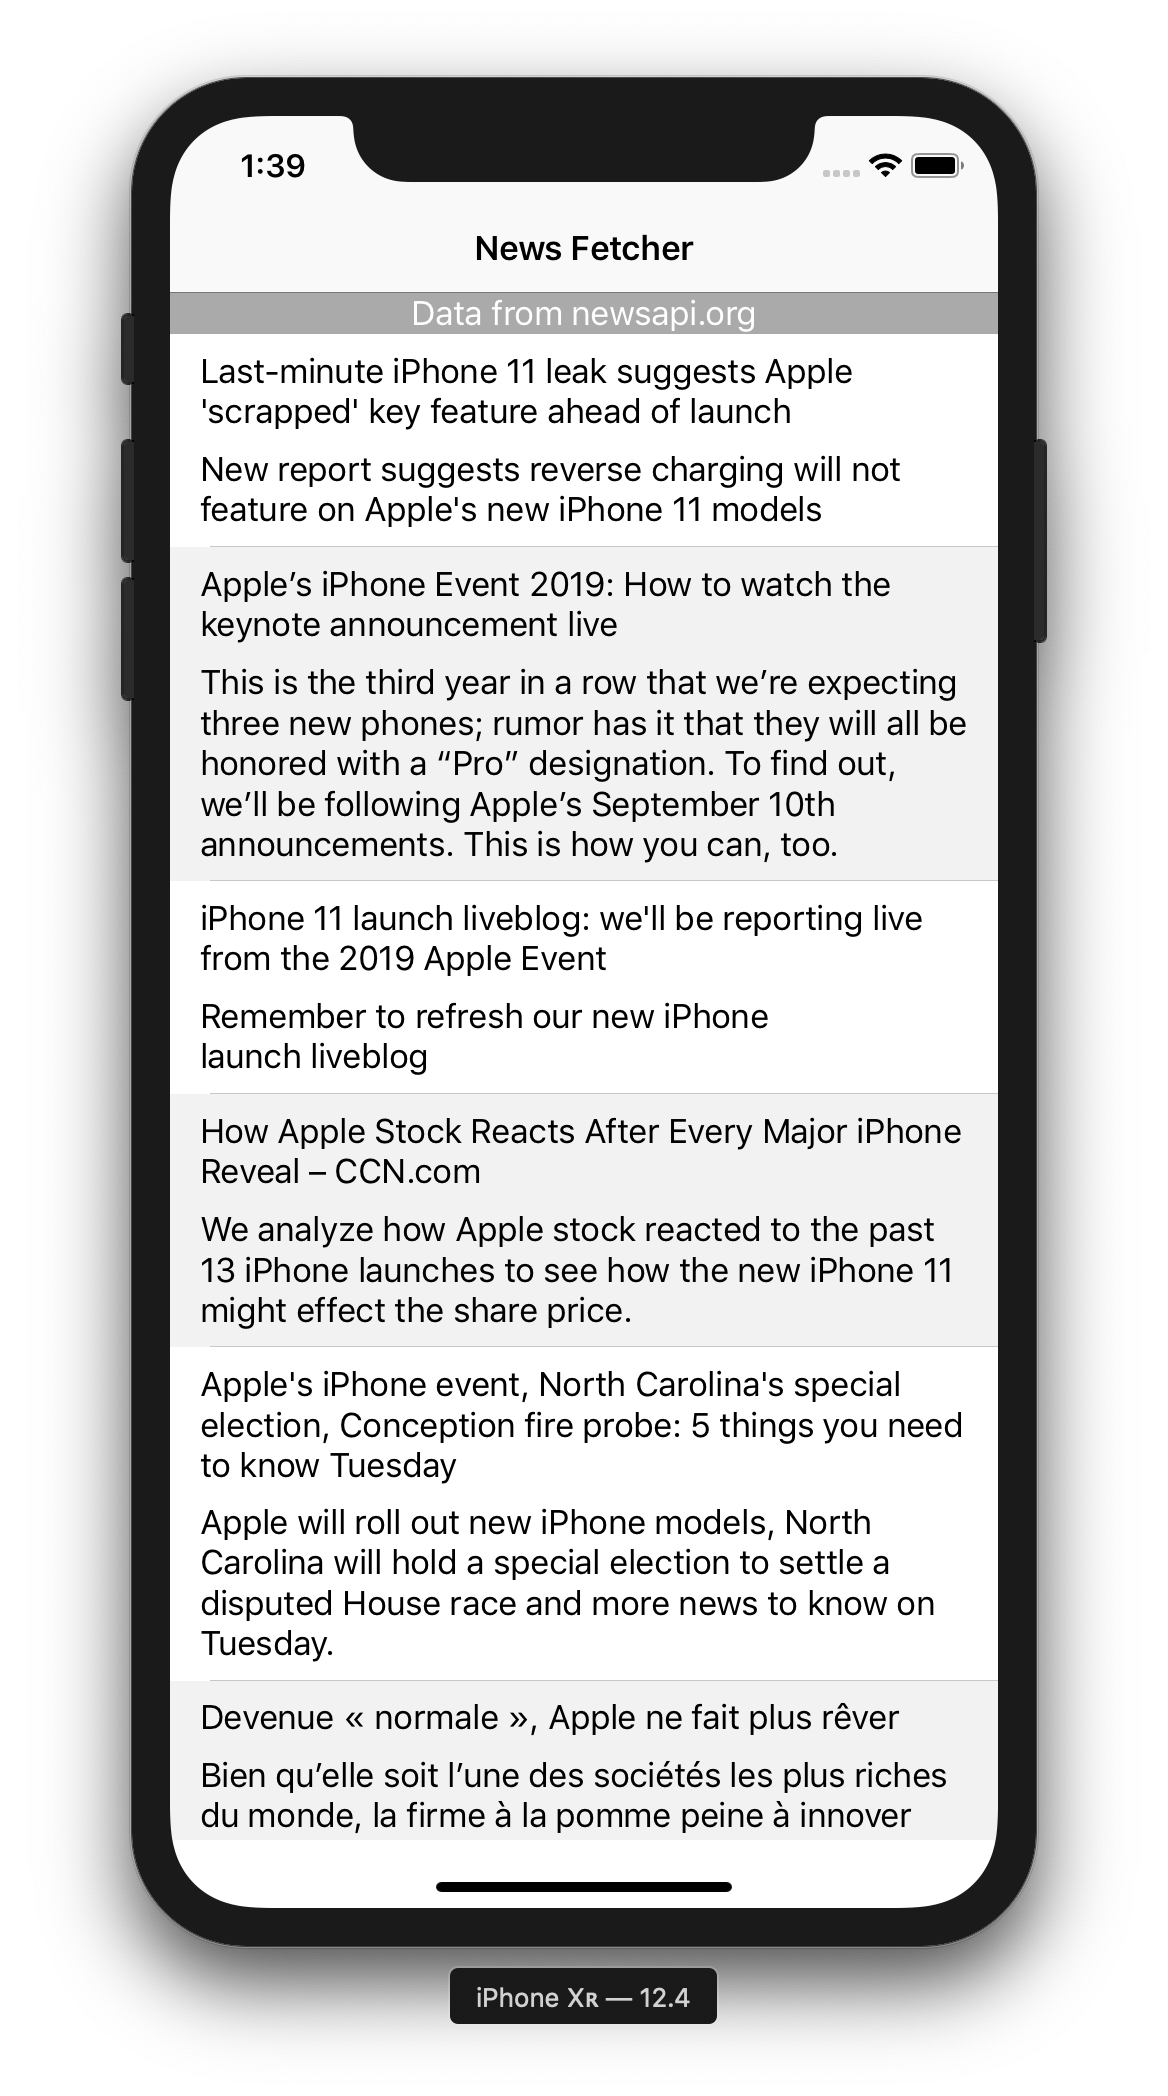 1:39
News Fetcher
Data from newsapi.org
Last-minute iPhone 11 leak suggests Apple
'scrapped' key feature ahead of launch
New report suggests reverse charging will not
feature on Apple's new iPhone 11 models
Apple’s iPhone Event 2019: How to watch the
keynote announcement live
This is the third year in a row that we’re expecting
three new phones; rumor has it that they will all be
honored with a “Pro” designation. To find out,
we’ll be following Apple’s September 10th
announcements. This is how you can, too.
iPhone 11 launch liveblog: we'll be reporting live
from the 2019 Apple Event
Remember to refresh our new iPhone
launch liveblog
How Apple Stock Reacts After Every Major iPhone
Reveal – CCN.com
We analyze how Apple stock reacted to the past
13 iPhone launches to see how the new iPhone 11
might effect the share price.
Apple's iPhone event, North Carolina's special
election, Conception fire probe: 5 things you need
to know Tuesday
Apple will roll out new iPhone models, North
Carolina will hold a special election to settle a
disputed House race and more news to know on
Tuesday.
Devenue « normale », Apple ne fait plus rêver
Bien qu’elle soit l’une des sociétés les plus riches
du monde, la firme à la pomme peine à innover
iPhone Xʀ — 12.4